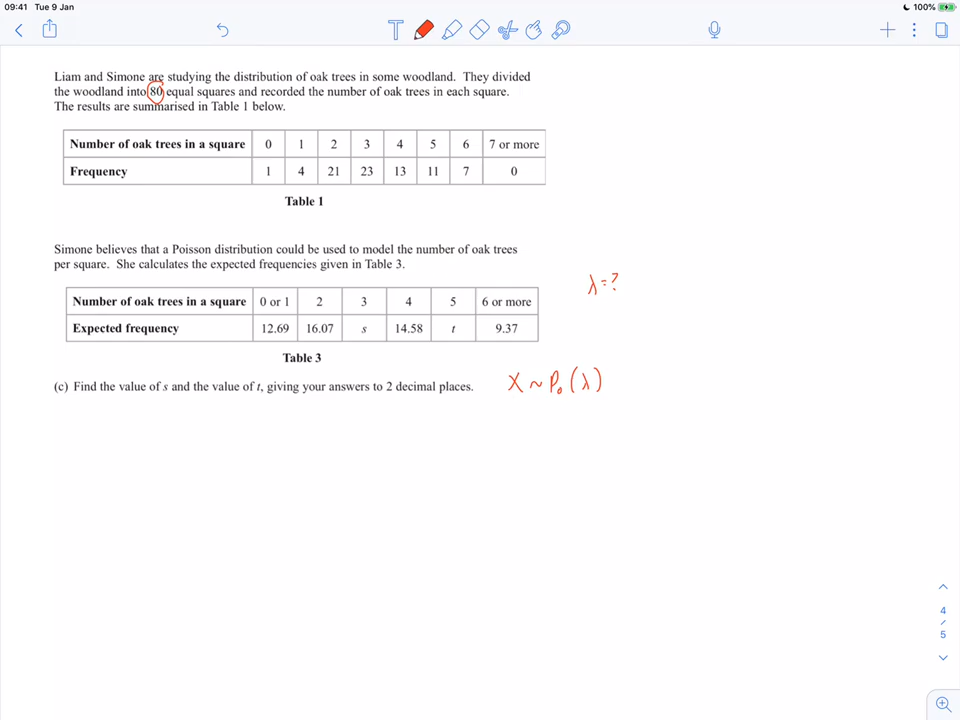 09:41 Tue 9 Jan
100%
Liam and Simone are studying the distribution of oak trees in some woodland. They divided
the woodland into 80 equal squares and recorded the number of oak trees in each square.
The results are summarised in Table 1 below.
Number of oak trees in a square 0 1 2 3 4 5 6 7 or more
Frequency 1 4 21 23 13 11 7 0
Table 1
Simone believes that a Poisson distribution could be used to model the number of oak trees
per square. She calculates the expected frequencies given in Table 3.
λ=?
Number of oak trees in a square 0 or 1 2 3 4 5 6 or more
Expected frequency 12.69 16.07 s 14.58 t 9.37
Table 3
(c) Find the value of s and the value of t, giving your answers to 2 decimal places.
X ~ Po (λ)
4
/
5